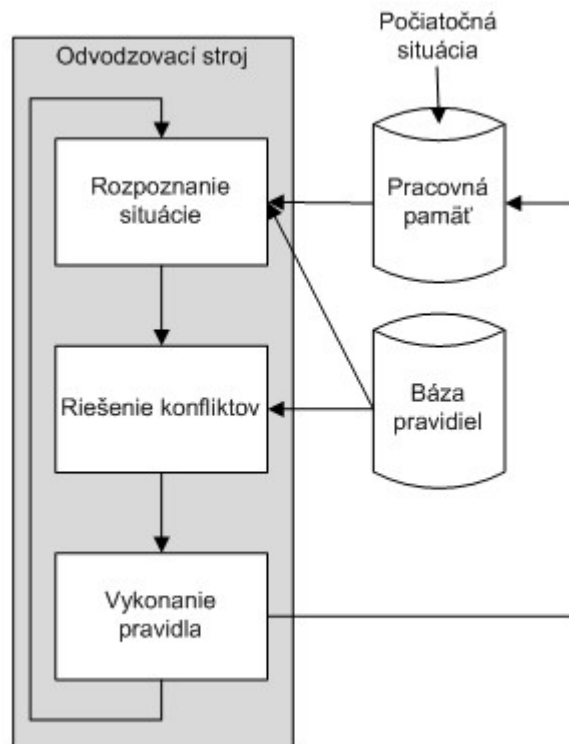 Odvodzovací stroj
Počiatočná
situácia
Rozpoznanie
situácie
Pracovná
pamäť
Riešenie konfliktov
Báza
pravidiel
Vykonanie
pravidla